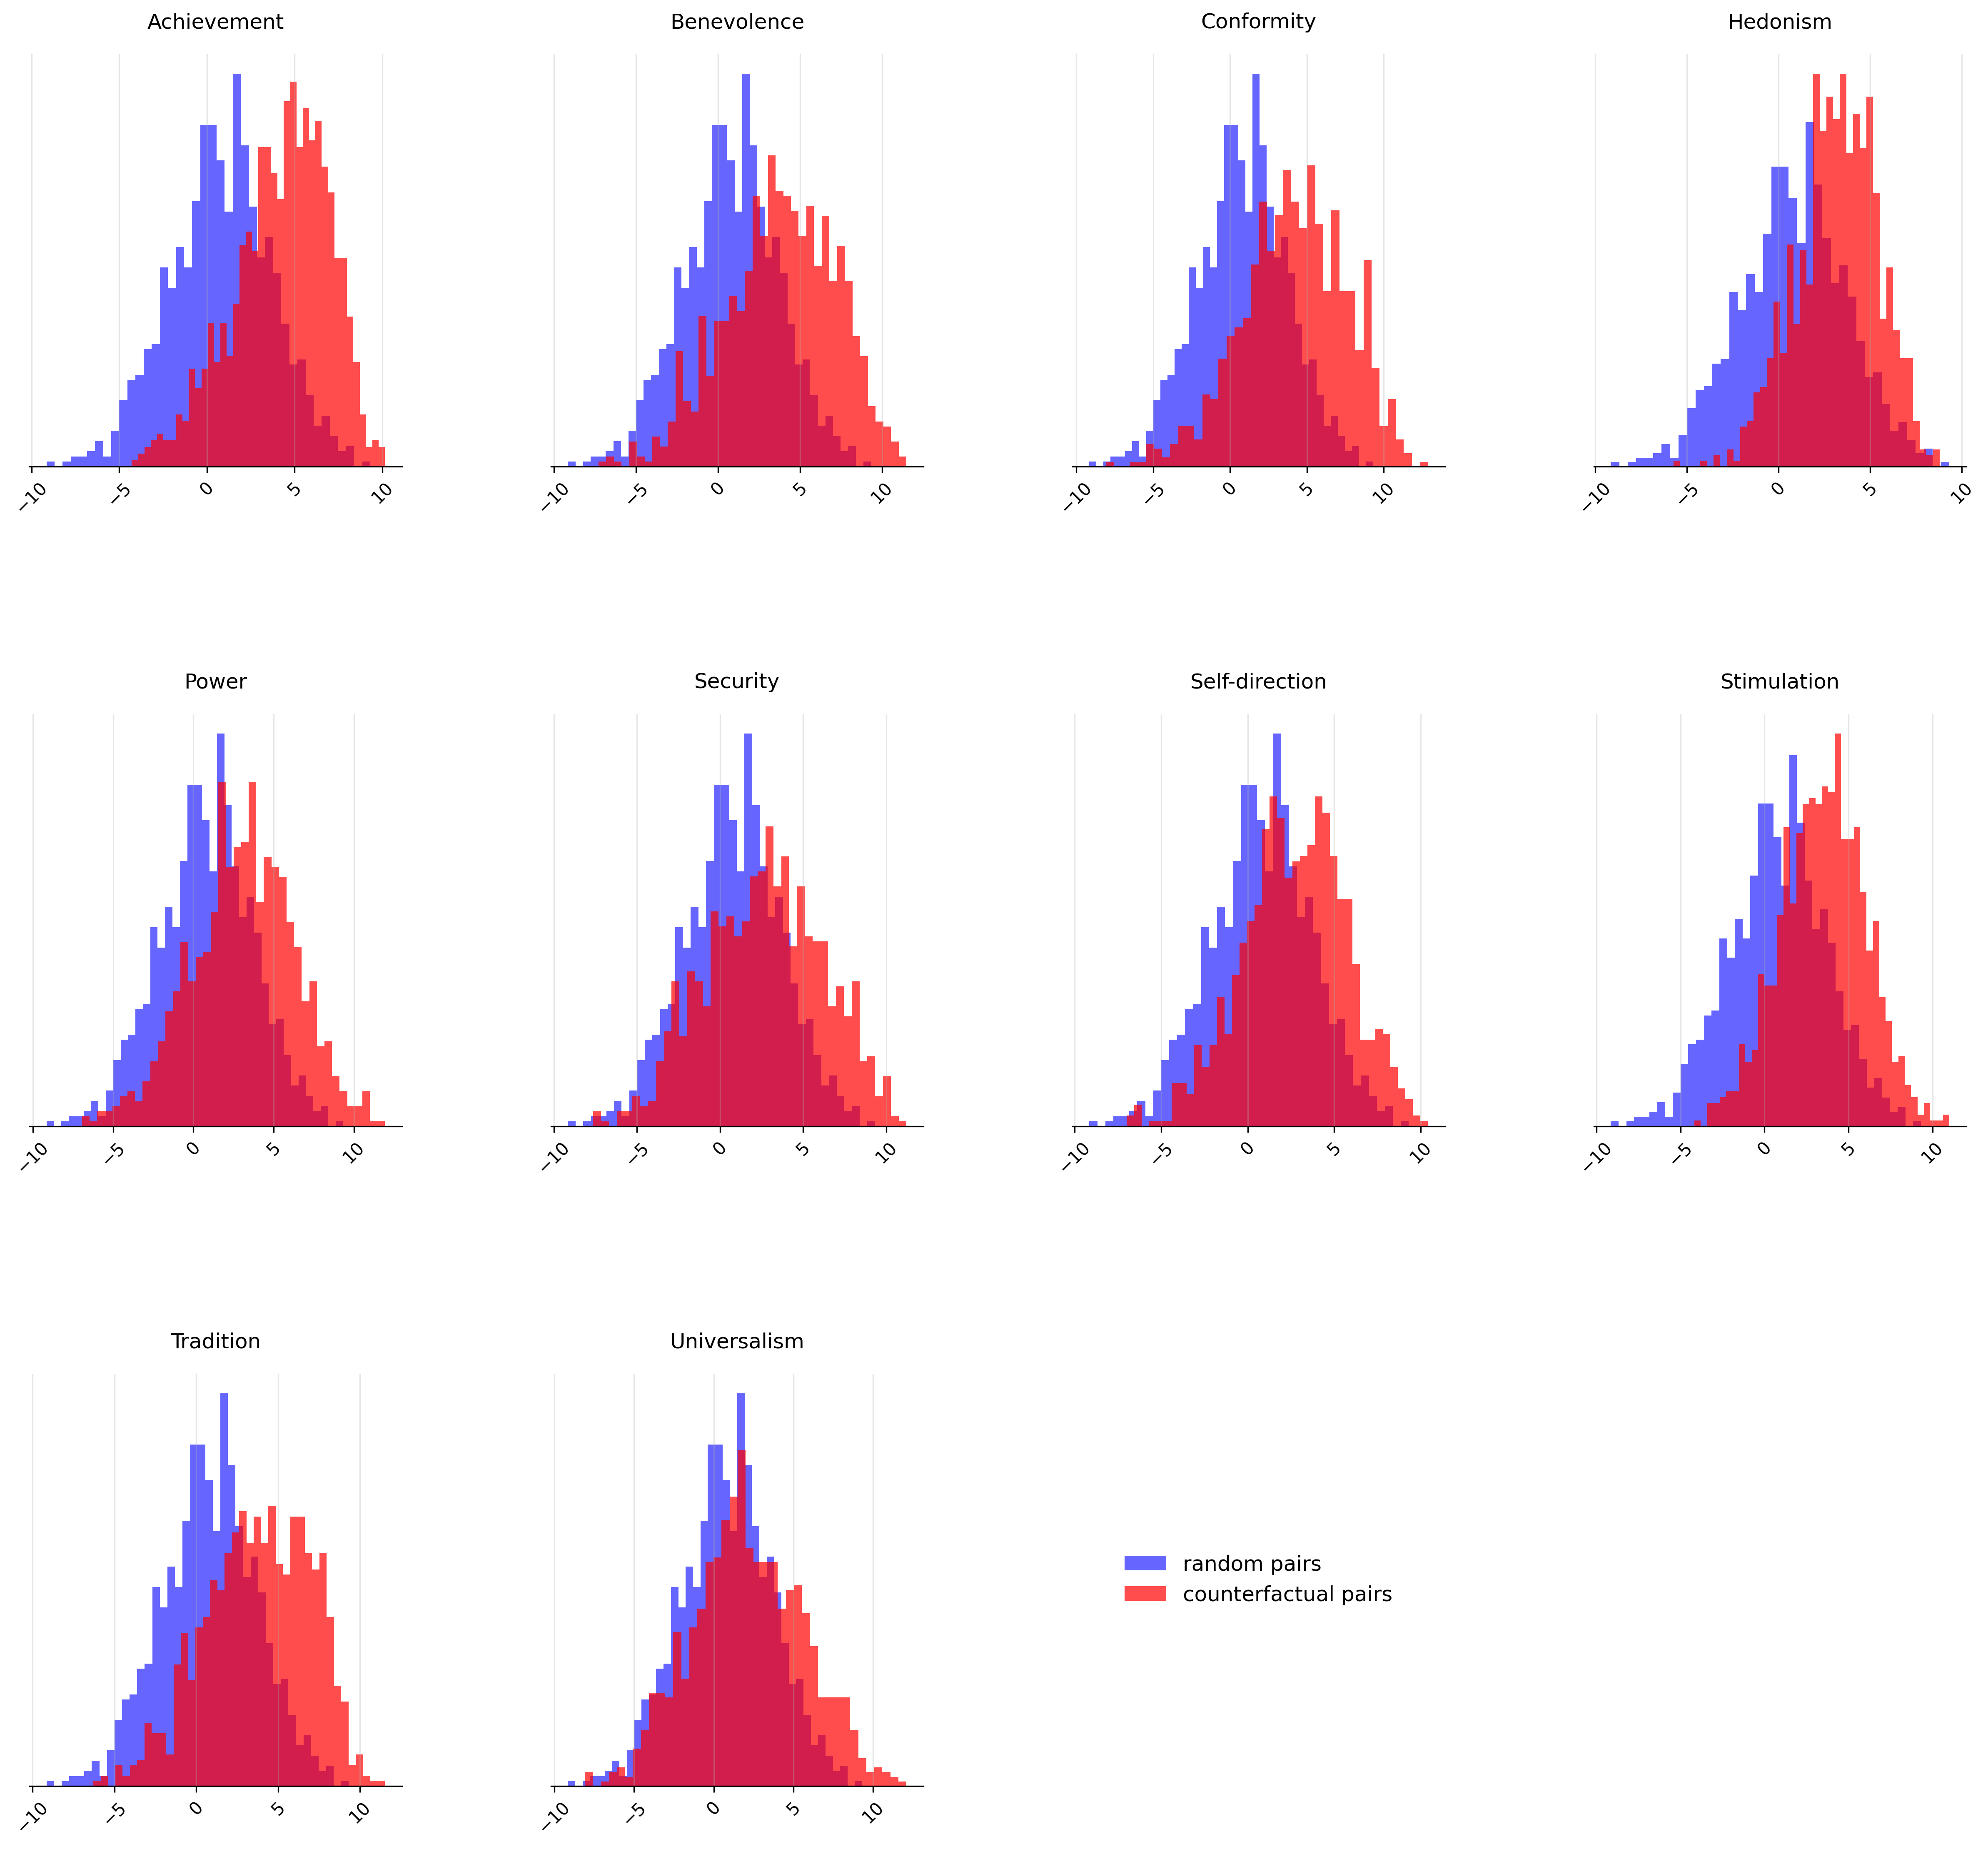 Achievement
Benevolence
Conformity
Hedonism
−10 −5 0 5 10
−10 −5 0 5 10
−10 −5 0 5 10
−10 −5 0 5 10
Power
Security
Self-direction
Stimulation
−10 −5 0 5 10
−10 −5 0 5 10
−10 −5 0 5 10
−10 −5 0 5 10
Tradition
Universalism
random pairs
counterfactual pairs
−10 −5 0 5 10
−10 −5 0 5 10